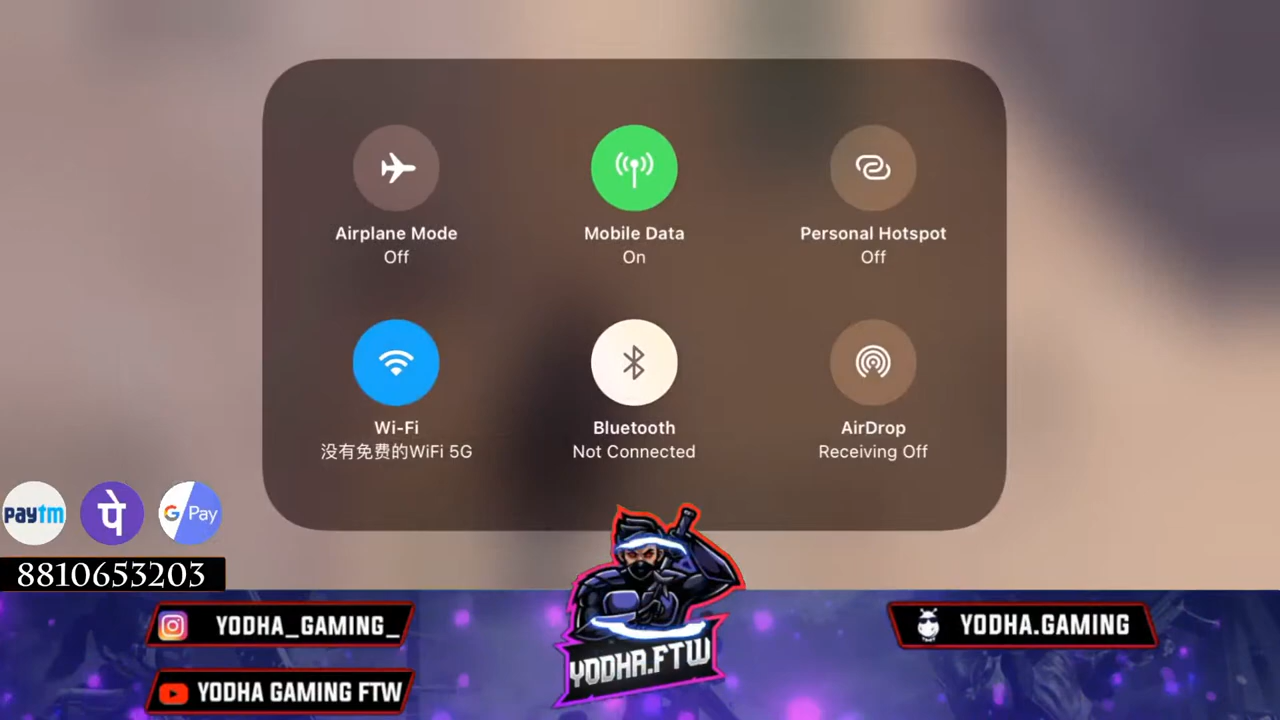 Airplane Mode
Off
Mobile Data
On
Personal Hotspot
Off
Wi-Fi
没有免费的WiFi 5G
Bluetooth
Not Connected
AirDrop
Receiving Off
paytm
पे
G Pay
8810653203
YODHA_GAMING_
YODHA GAMING FTW
YODHA.FTW
YODHA.GAMING